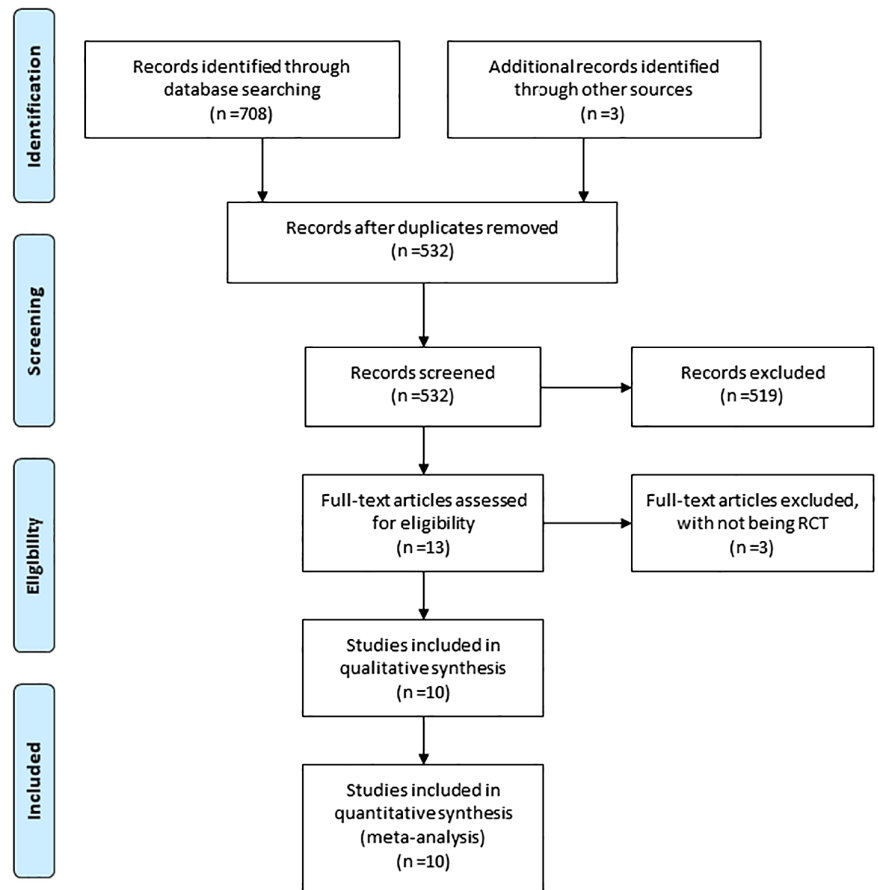 Identification
Records identified through
database searching
(n =708)
Additional records identified
through other sources
(n =3)
Records after duplicates removed
(n =532)
Screening
Records screened
(n =532)
Records excluded
(n =519)
Eligibility
Full-text articles assessed
for eligibility
(n =13)
Full-text articles excluded,
with not being RCT
(n =3)
Studies included in
qualitative synthesis
(n =10)
Included
Studies included in
quantitative synthesis
(meta-analysis)
(n =10)